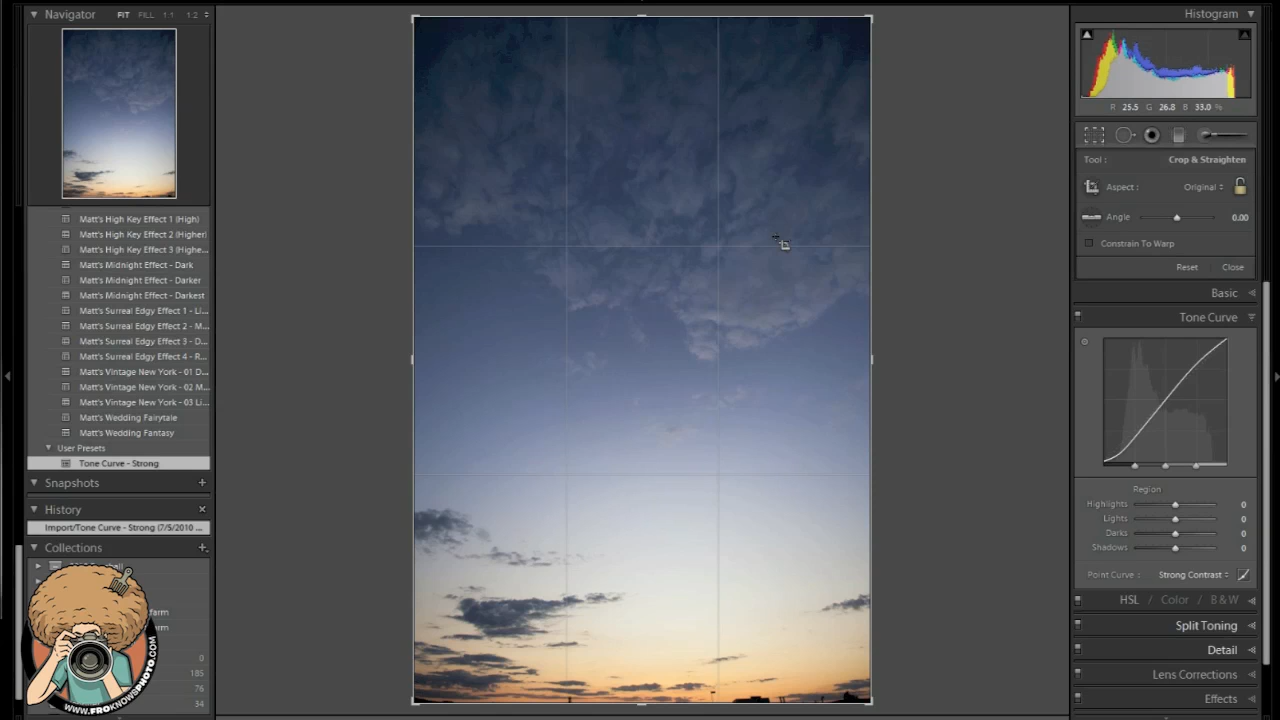 Navigator FIT FILL 1:1 1:2
Matt's High Key Effect 1 (High)
Matt's High Key Effect 2 (Higher)
Matt's High Key Effect 3 (Highe...
Matt's Midnight Effect - Dark
Matt's Midnight Effect - Darker
Matt's Midnight Effect - Darkest
Matt's Surreal Edgy Effect 1 - Li...
Matt's Surreal Edgy Effect 2 - M...
Matt's Surreal Edgy Effect 3 - D...
Matt's Surreal Edgy Effect 4 - R...
Matt's Vintage New York - 01 D...
Matt's Vintage New York - 02 M...
Matt's Vintage New York - 03 Li...
Matt's Wedding Fairytale
Matt's Wedding Fantasy
User Presets
Tone Curve - Strong
Snapshots +
History ×
Import/Tone Curve - Strong (7/5/2010 ...
Collections +
farm
farm
0
185
76
34
WWW.FROKNOWSPHOTO.COM
Histogram
R 25.5 G 26.8 B 33.0 %
Tool : Crop & Straighten
Aspect : Original
Angle 0.00
Constrain To Warp
Reset Close
Basic
Tone Curve
Region
Highlights 0
Lights 0
Darks 0
Shadows 0
Point Curve : Strong Contrast
HSL / Color / B & W
Split Toning
Detail
Lens Corrections
Effects